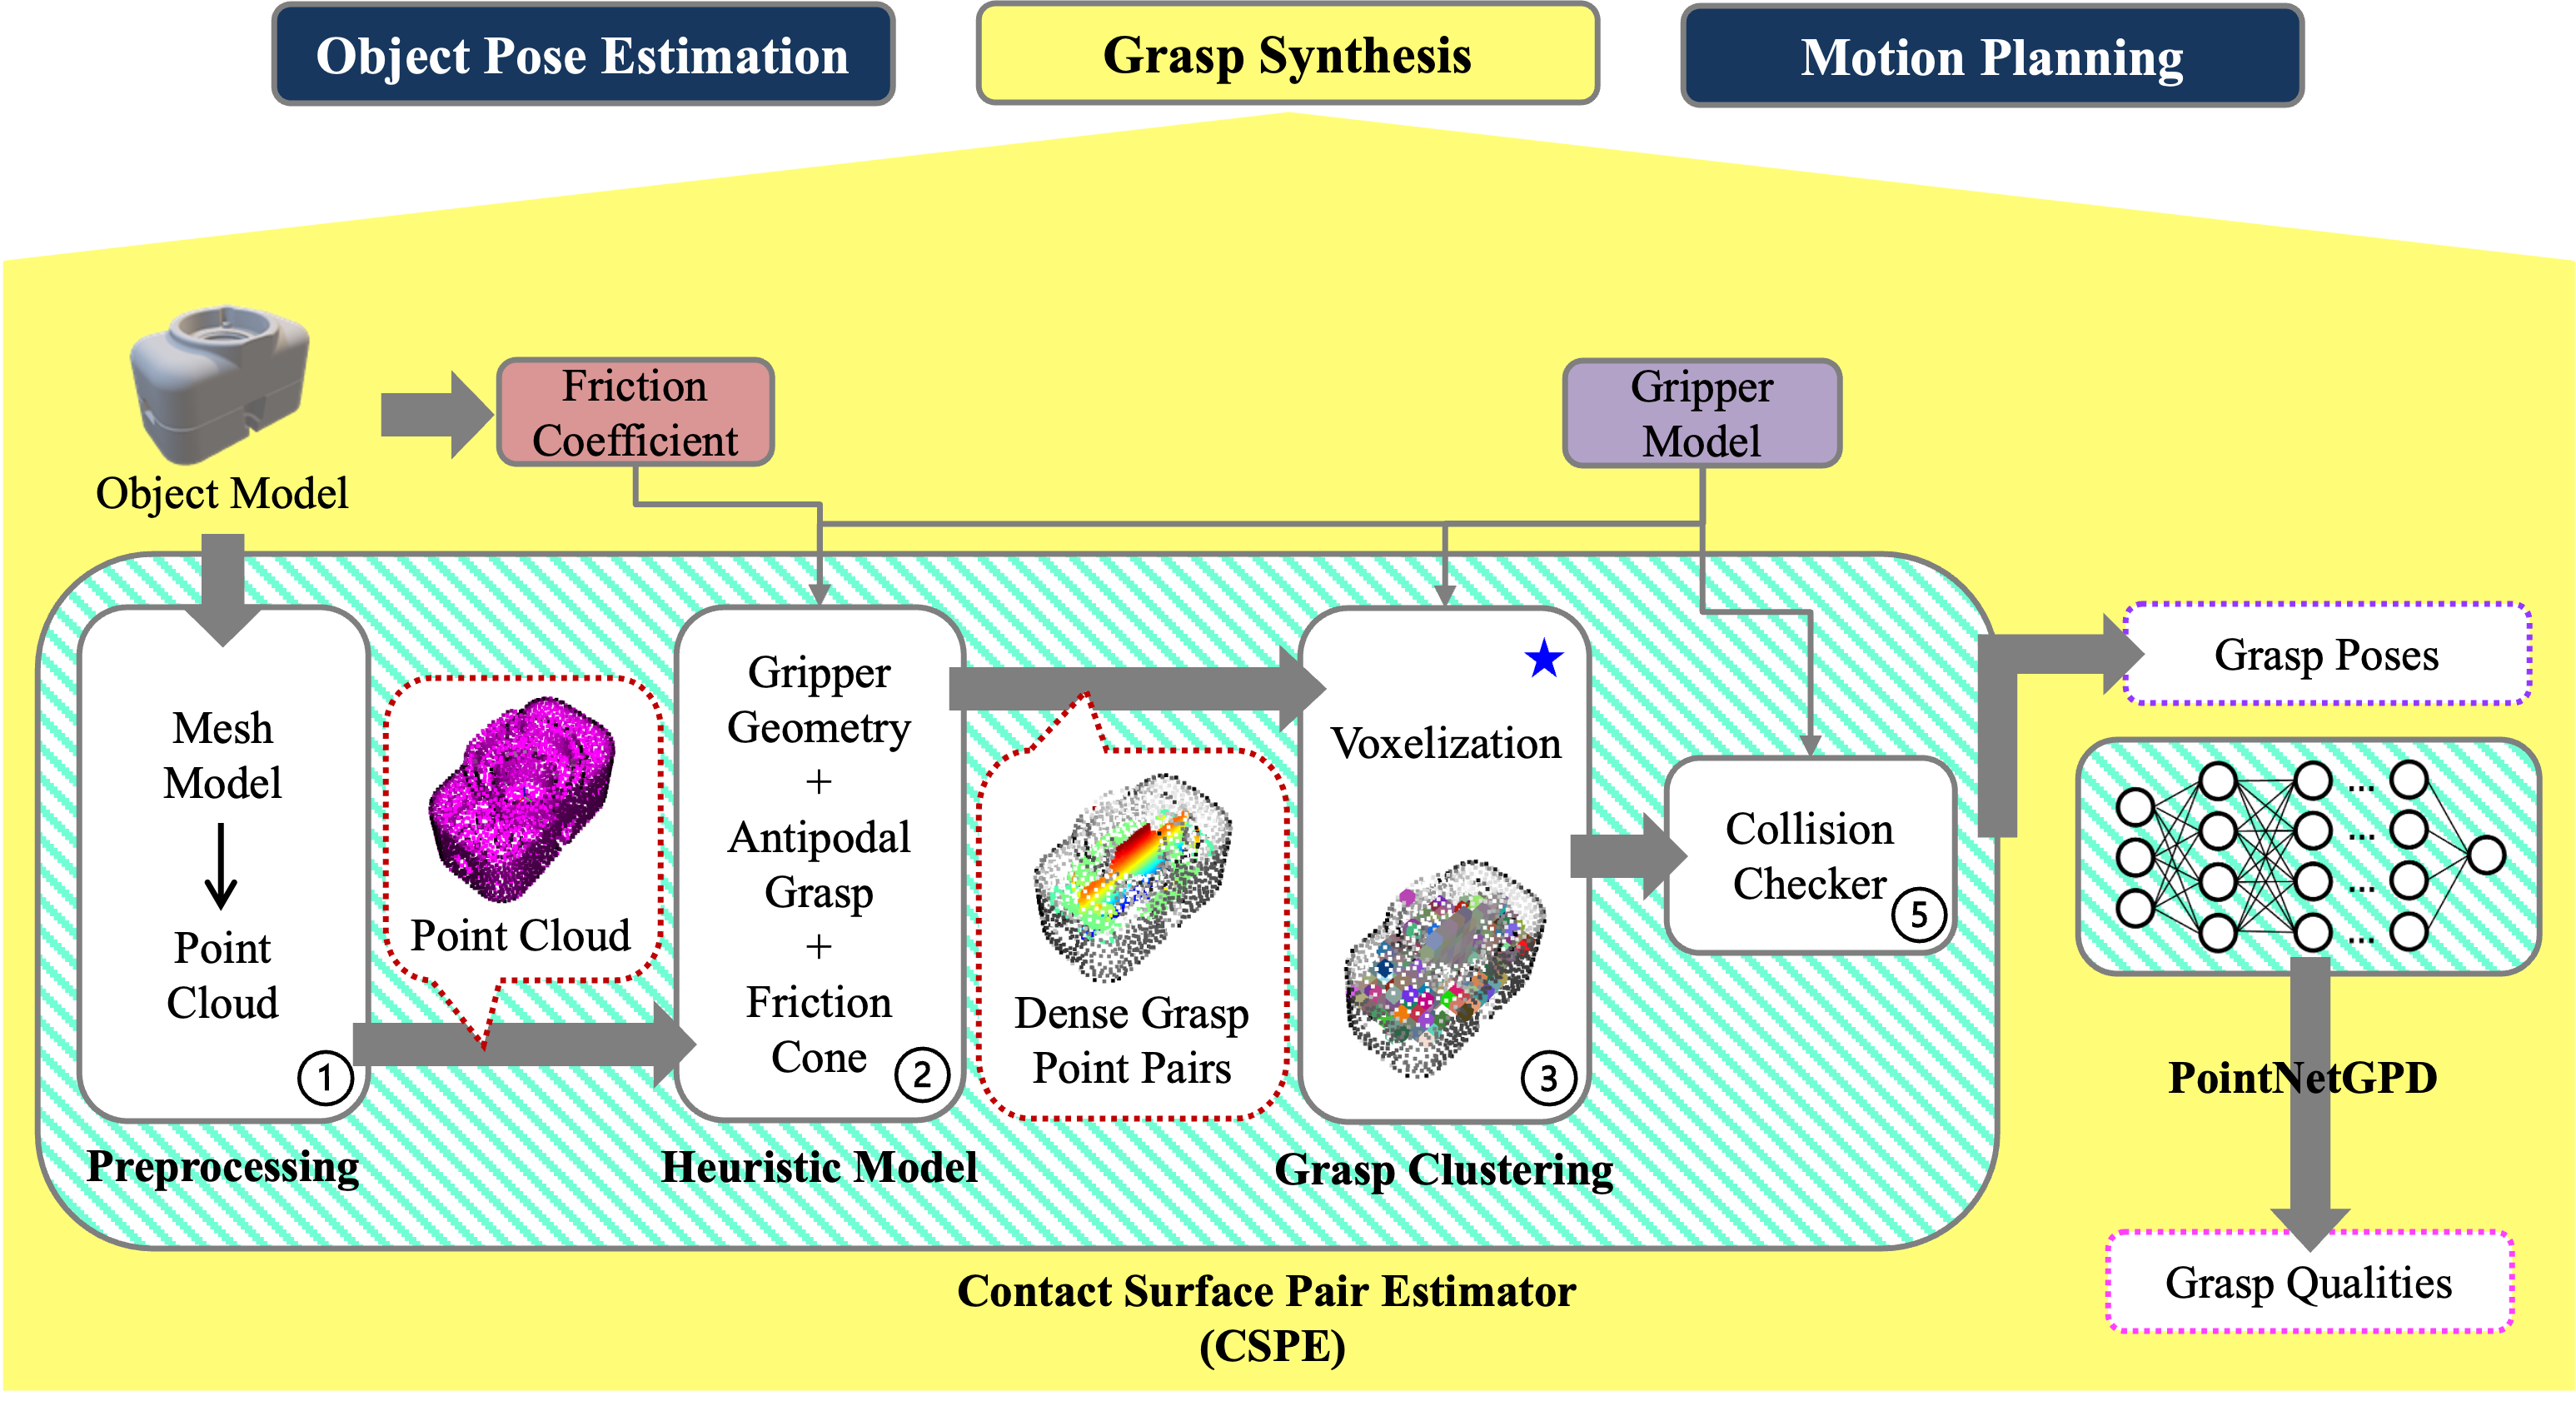 Object Pose Estimation
Grasp Synthesis
Motion Planning
Object Model
Friction
Coefficient
Gripper
Model
Mesh
Model
Point
Cloud
1
Preprocessing
Point Cloud
Gripper
Geometry
+
Antipodal
Grasp
+
Friction
Cone
2
Heuristic Model
Dense Grasp
Point Pairs
Voxelization
3
Grasp Clustering
Collision
Checker
5
Contact Surface Pair Estimator
(CSPE)
Grasp Poses
...
...
...
...
PointNetGPD
Grasp Qualities